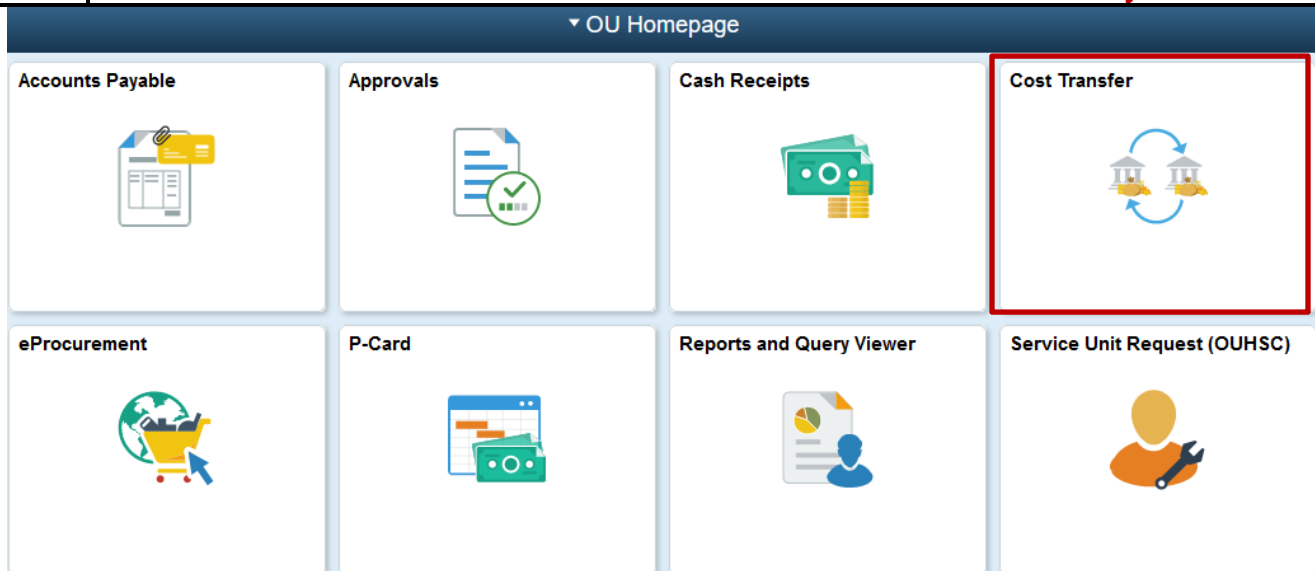 OU Homepage
Accounts Payable
Approvals
Cash Receipts
Cost Transfer
eProcurement
P-Card
Reports and Query Viewer
Service Unit Request (OUHSC)